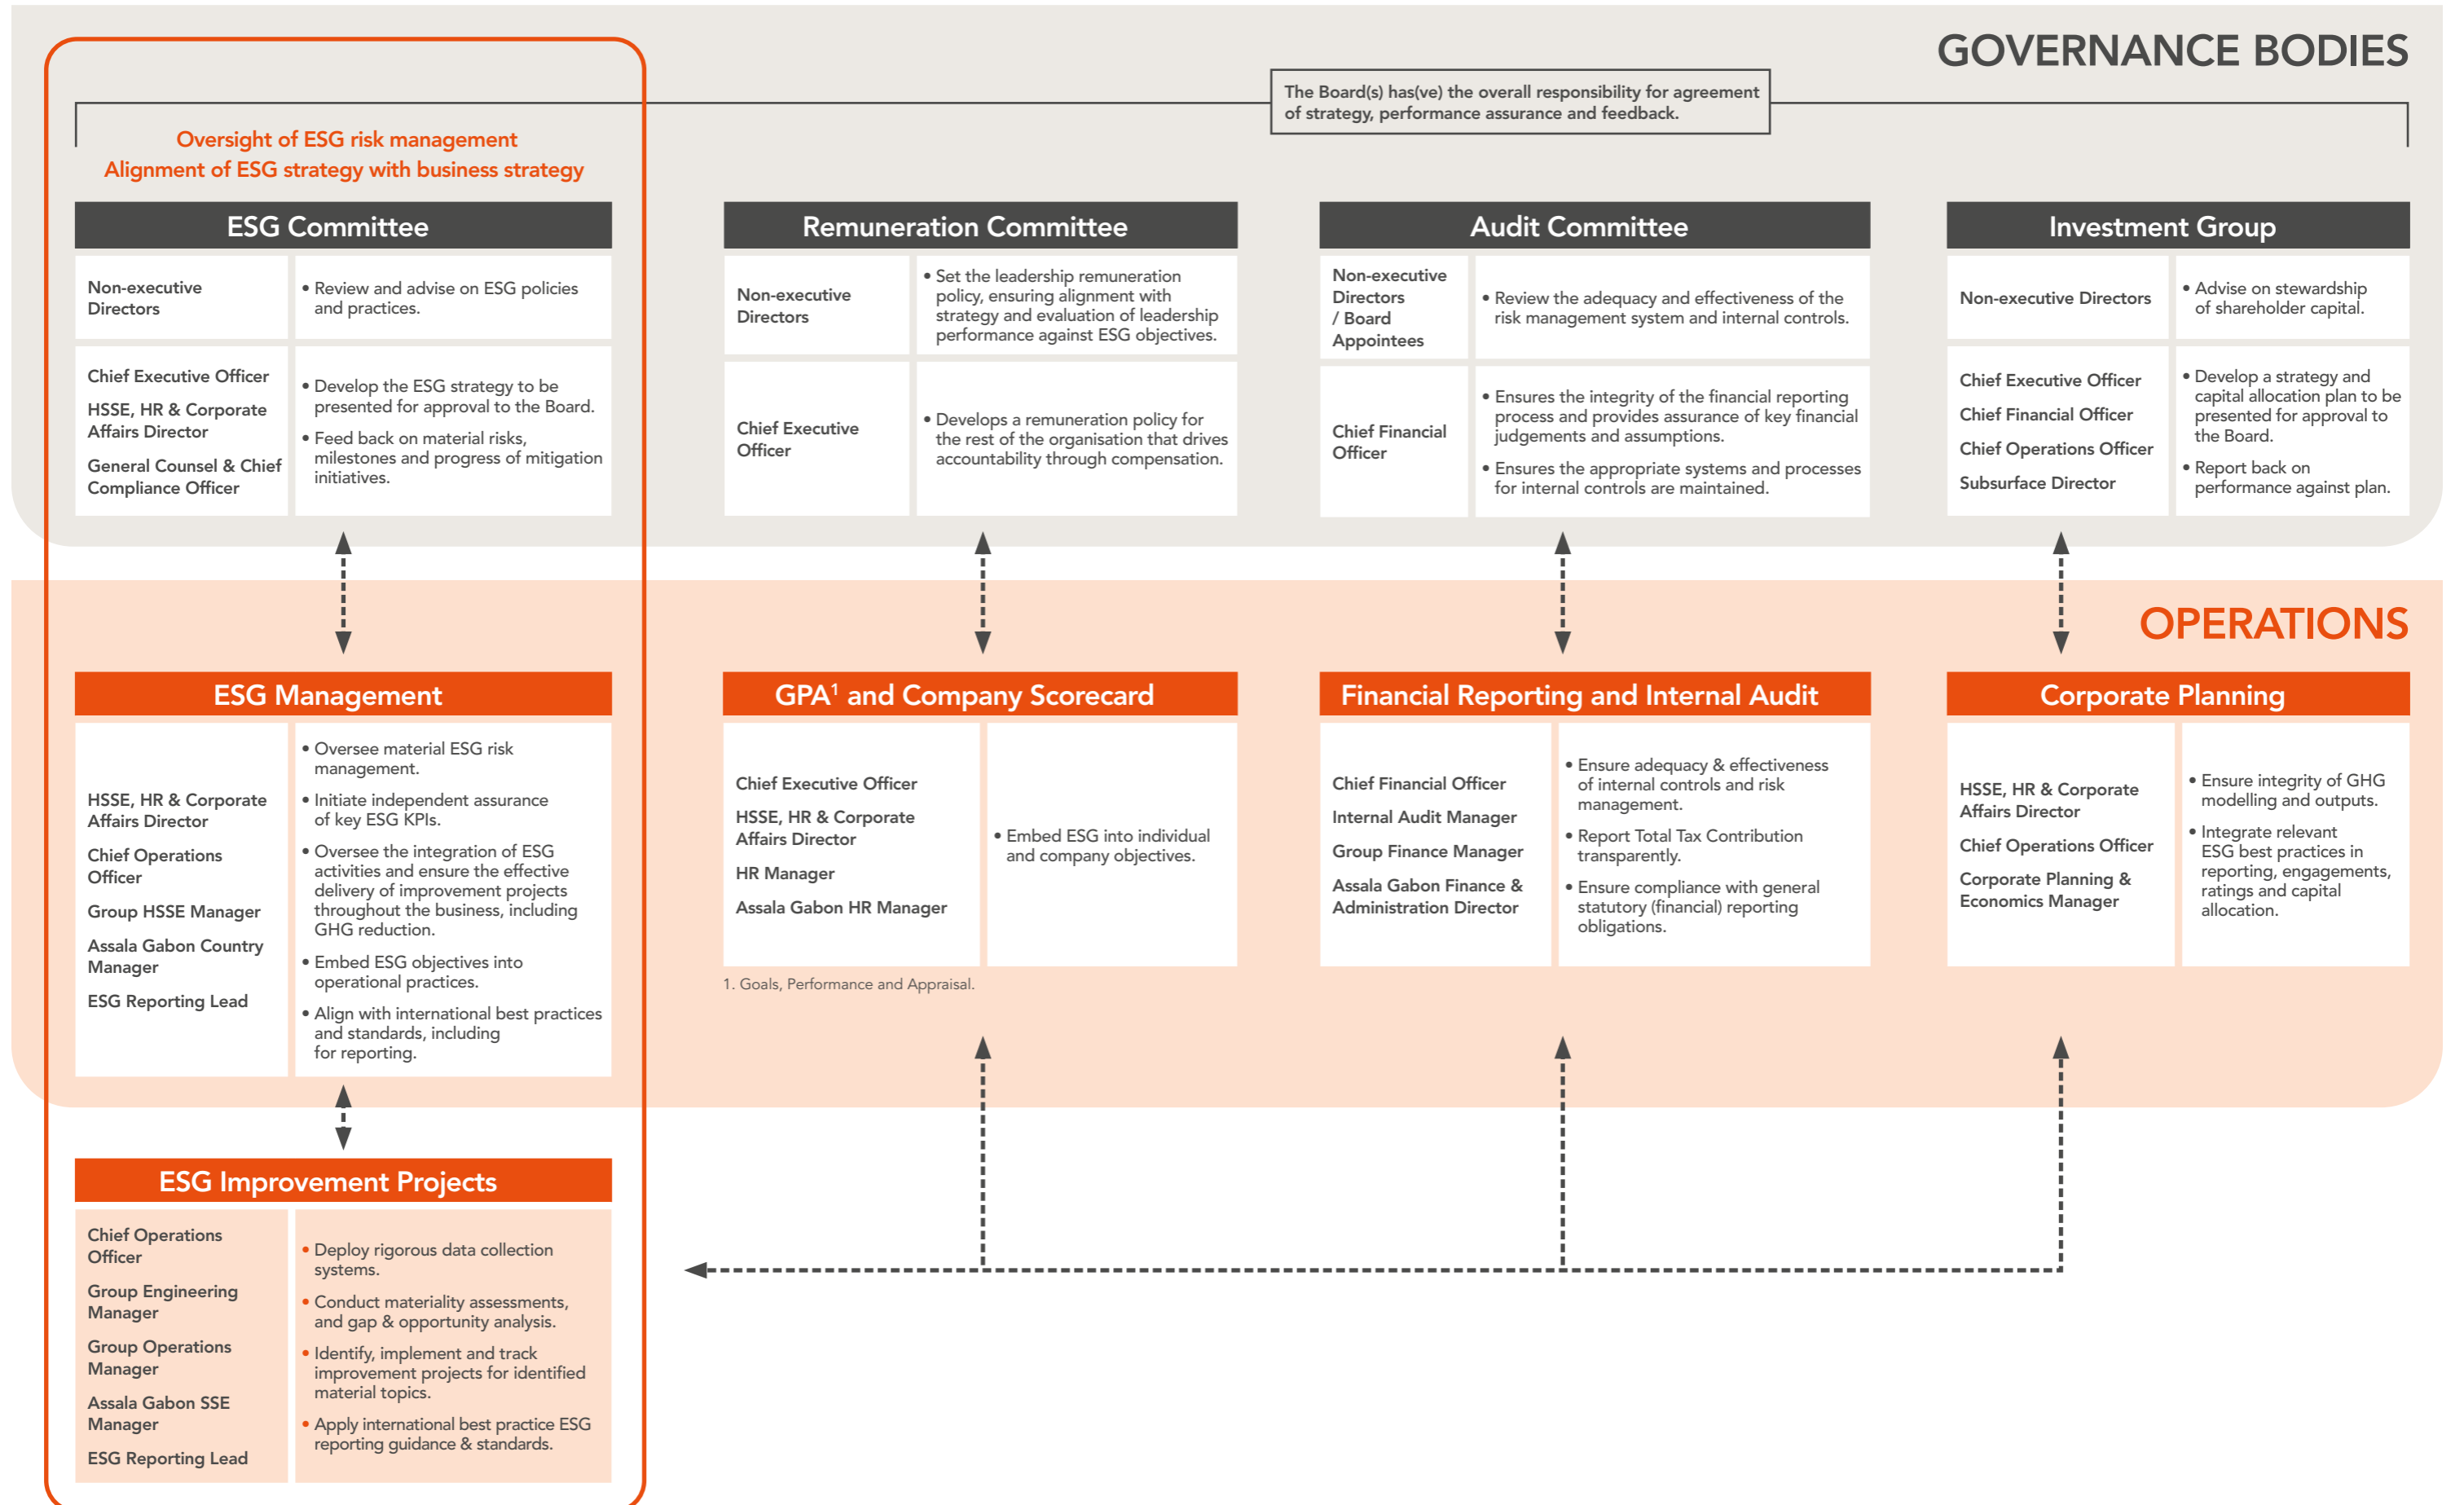 GOVERNANCE BODIES
The Board(s) has(ve) the overall responsibility for agreement
of strategy, performance assurance and feedback.
Oversight of ESG risk management
Alignment of ESG strategy with business strategy
ESG Committee
Non-executive
Directors
• Review and advise on ESG policies
and practices.
Chief Executive Officer
HSSE, HR & Corporate
Affairs Director
General Counsel & Chief
Compliance Officer
• Develop the ESG strategy to be
presented for approval to the Board.
• Feed back on material risks,
milestones and progress of mitigation
initiatives.
Remuneration Committee
Non-executive
Directors
• Set the leadership remuneration
policy, ensuring alignment with
strategy and evaluation of leadership
performance against ESG objectives.
Chief Executive
Officer
• Develops a remuneration policy for
the rest of the organisation that drives
accountability through compensation.
Audit Committee
Non-executive
Directors
/ Board
Appointees
• Review the adequacy and effectiveness of the
risk management system and internal controls.
Chief Financial
Officer
• Ensures the integrity of the financial reporting
process and provides assurance of key financial
judgements and assumptions.
• Ensures the appropriate systems and processes
for internal controls are maintained.
Investment Group
Non-executive Directors
• Advise on stewardship
of shareholder capital.
Chief Executive Officer
Chief Financial Officer
Chief Operations Officer
Subsurface Director
• Develop a strategy and
capital allocation plan to be
presented for approval to
the Board.
• Report back on
performance against plan.
OPERATIONS
ESG Management
HSSE, HR & Corporate
Affairs Director
Chief Operations
Officer
Group HSSE Manager
Assala Gabon Country
Manager
ESG Reporting Lead
• Oversee material ESG risk
management.
• Initiate independent assurance
of key ESG KPIs.
• Oversee the integration of ESG
activities and ensure the effective
delivery of improvement projects
throughout the business, including
GHG reduction.
• Embed ESG objectives into
operational practices.
• Align with international best practices
and standards, including
for reporting.
GPA¹ and Company Scorecard
Chief Executive Officer
HSSE, HR & Corporate
Affairs Director
HR Manager
Assala Gabon HR Manager
• Embed ESG into individual
and company objectives.
1. Goals, Performance and Appraisal.
Financial Reporting and Internal Audit
Chief Financial Officer
Internal Audit Manager
Group Finance Manager
Assala Gabon Finance &
Administration Director
• Ensure adequacy & effectiveness
of internal controls and risk
management.
• Report Total Tax Contribution
transparently.
• Ensure compliance with general
statutory (financial) reporting
obligations.
Corporate Planning
HSSE, HR & Corporate
Affairs Director
Chief Operations Officer
Corporate Planning &
Economics Manager
• Ensure integrity of GHG
modelling and outputs.
• Integrate relevant
ESG best practices in
reporting, engagements,
ratings and capital
allocation.
ESG Improvement Projects
Chief Operations
Officer
Group Engineering
Manager
Group Operations
Manager
Assala Gabon SSE
Manager
ESG Reporting Lead
• Deploy rigorous data collection
systems.
• Conduct materiality assessments,
and gap & opportunity analysis.
• Identify, implement and track
improvement projects for identified
material topics.
• Apply international best practice ESG
reporting guidance & standards.